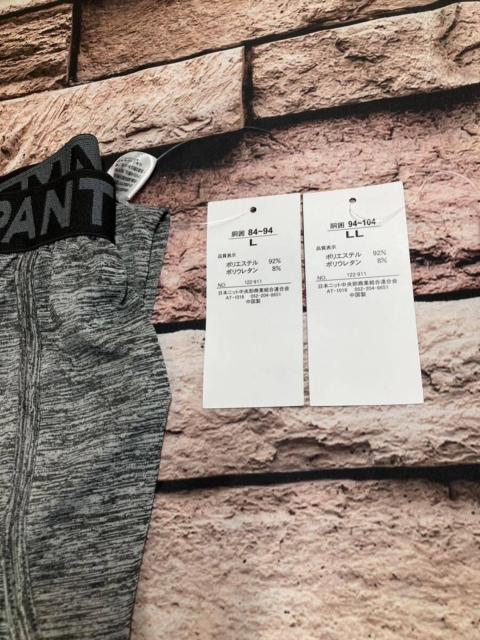 PANT
胴囲 84~94
L
品質表示
ポリエステル 92%
ポリウレタン 8%
NO. 122-911
日本ニット中央卸商業組合連合会
AT-1016 052-204-6651
中国製
胴囲 94~104
LL
品質表示
ポリエステル 92%
ポリウレタン 8%
NO. 122-911
日本ニット中央卸商業組合連合会
AT-1016 052-204-6651
中国製